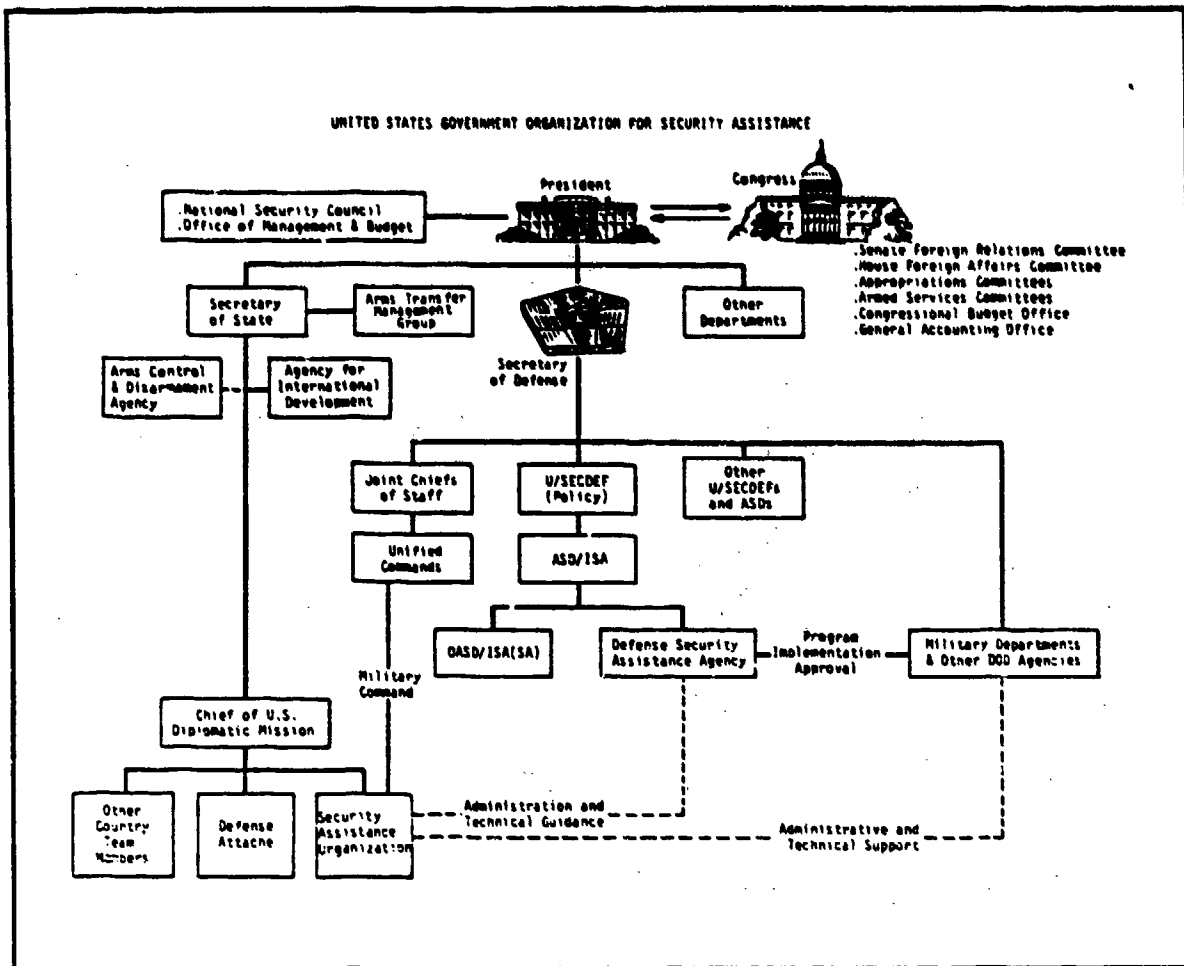 UNITED STATES GOVERNMENT ORGANIZATION FOR SECURITY ASSISTANCE
President
Congress
.National Security Council
.Office of Management & Budget
.Senate Foreign Relations Committee
.House Foreign Affairs Committee
.Appropriations Committees
.Armed Services Committees
.Congressional Budget Office
.General Accounting Office
Secretary
of State
Arms Transfer
Management
Group
Other
Departments
Secretary
of Defense
Arms Control
& Disarmament
Agency
Agency for
International
Development
Joint Chiefs
of Staff
U/SECDEF
(Policy)
Other
U/SECDEFs
and ASDs
Unified
Commands
ASD/ISA
OASD/ISA(SA)
Defense Security
Assistance Agency
Program
Implementation
Approval
Military Departments
& Other DOD Agencies
Military
Command
Chief of U.S.
Diplomatic Mission
Other
Country
Team
Members
Defense
Attache
Security
Assistance
Organization
Administration and
Technical Guidance
Administrative and
Technical Support